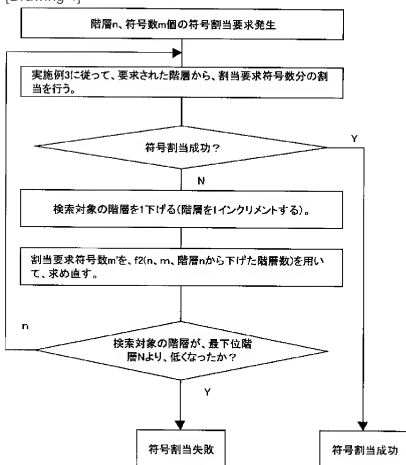 階層n、符号数m個の符号割当要求発生
実施例3に従って、要求された階層から、割当要求符号数分の割
当を行う。
符号割当成功？
Y
N
検索対象の階層を1下げる(階層を1インクリメントする)。
割当要求符号数m'を、f2(n、m、階層nから下げた階層数)を用い
て、求め直す。
n
検索対象の階層が、最下位階
層Nより、低くなったか？
Y
符号割当失敗
符号割当成功